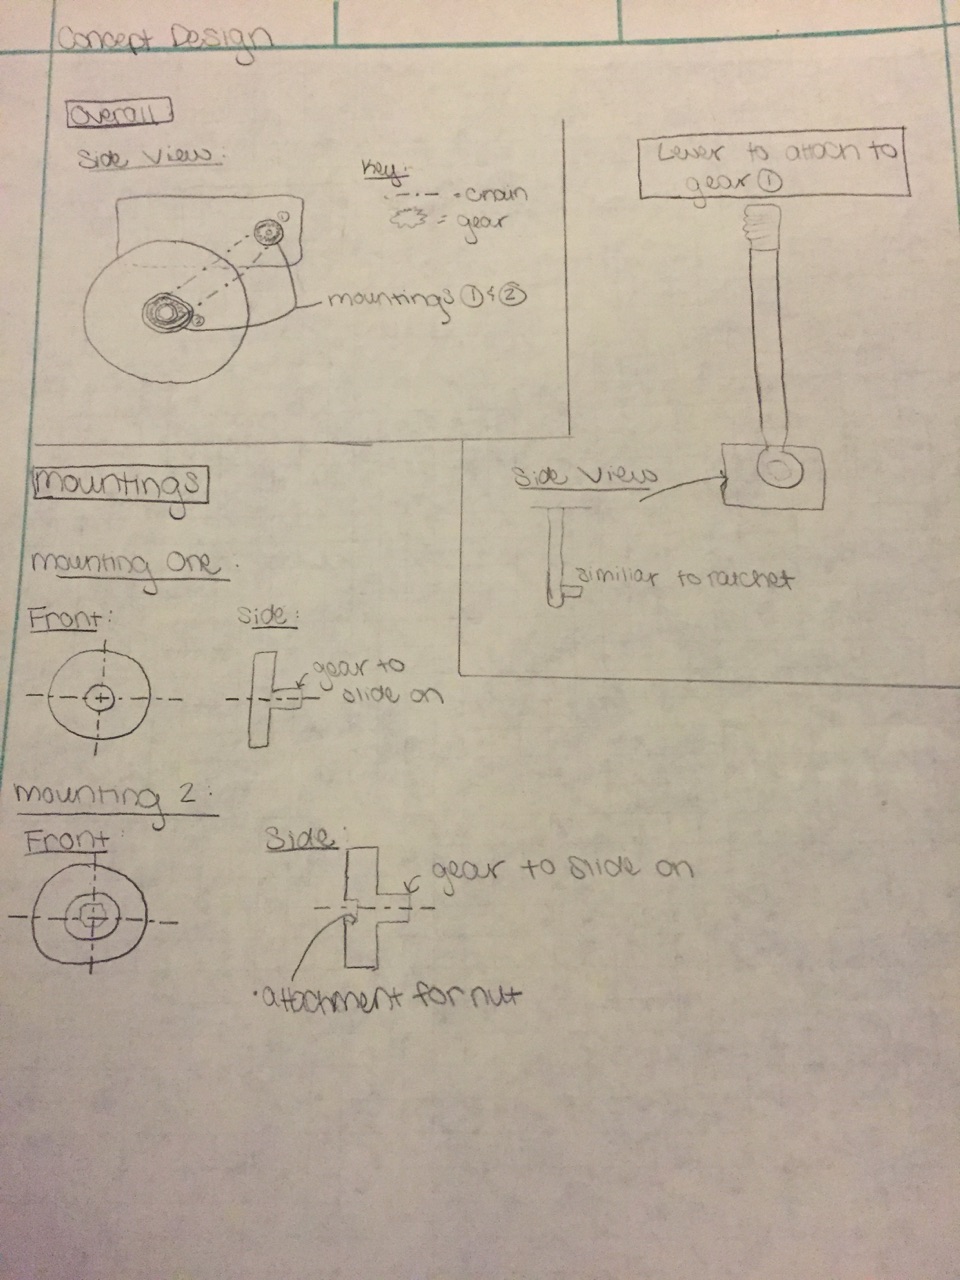 Concept Design
Overall
Side View:
Key:
= chain
= gear
① 
②
mountings ① & ②
Lever to attach to
gear ①
Side View
similiar to ratchet
Mountings
Mounting One:
Front:
Side:
gear to
slide on
Mounting 2:
Front:
Side:
gear to slide on
attachment for nut